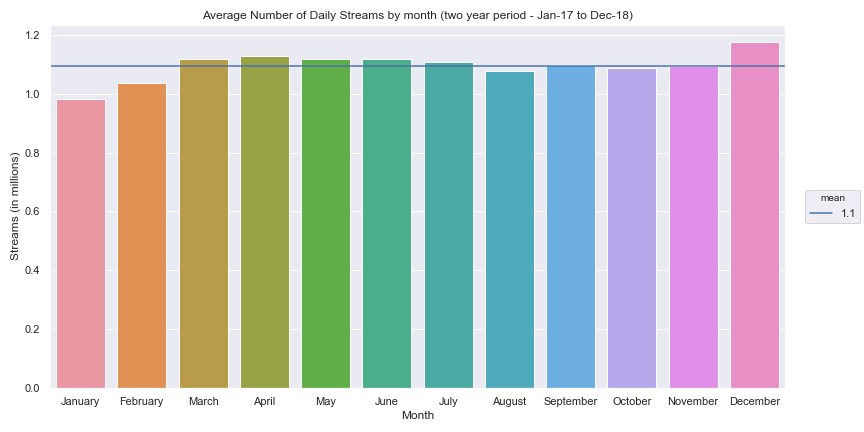 Average Number of Daily Streams by month (two year period - Jan-17 to Dec-18)
1.2
1.0
0.8
0.6
0.4
0.2
0.0
Streams (in millions)
January February March April May June July August September October November December
Month
mean
1.1